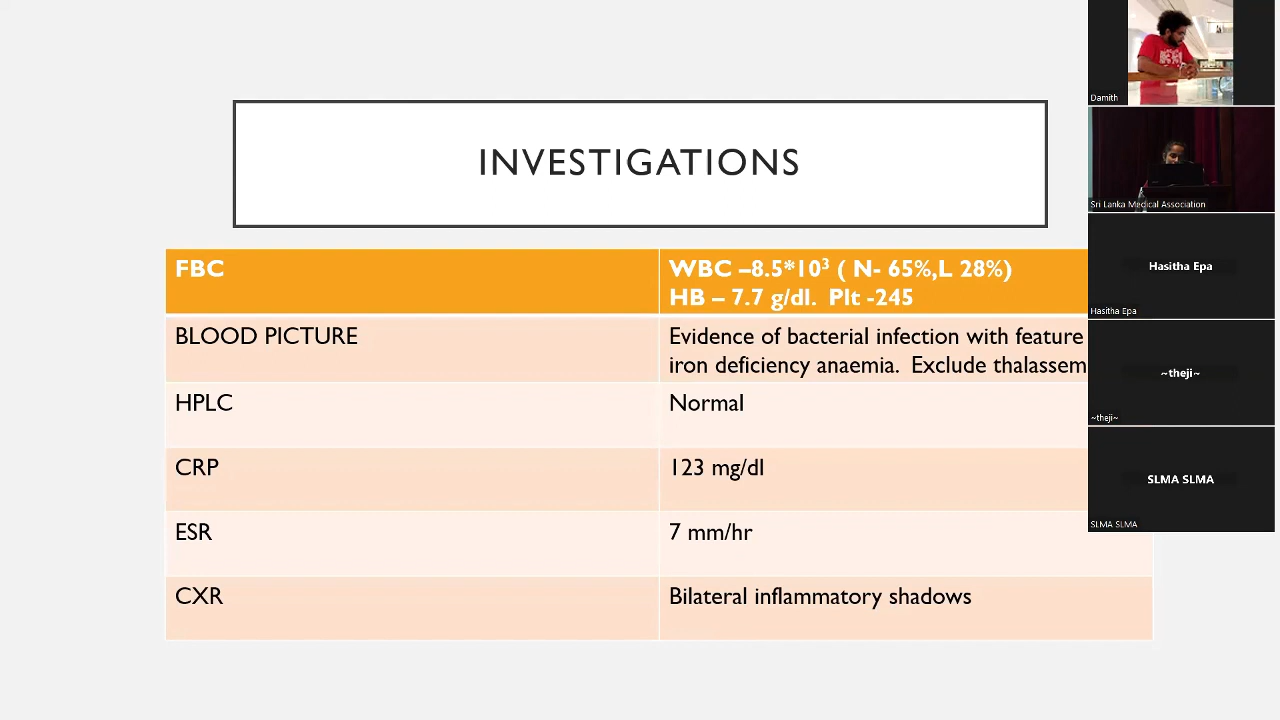 INVESTIGATIONS
FBC
WBC –8.5*10³ ( N- 65%,L 28%)
HB – 7.7 g/dl. Plt -245
BLOOD PICTURE
Evidence of bacterial infection with feature
iron deficiency anaemia. Exclude thalassem
HPLC
Normal
CRP
123 mg/dl
ESR
7 mm/hr
CXR
Bilateral inflammatory shadows
Damith
Sri Lanka Medical Association
Hasitha Epa
Hasitha Epa
~theji~
~theji~
SLMA SLMA
SLMA SLMA